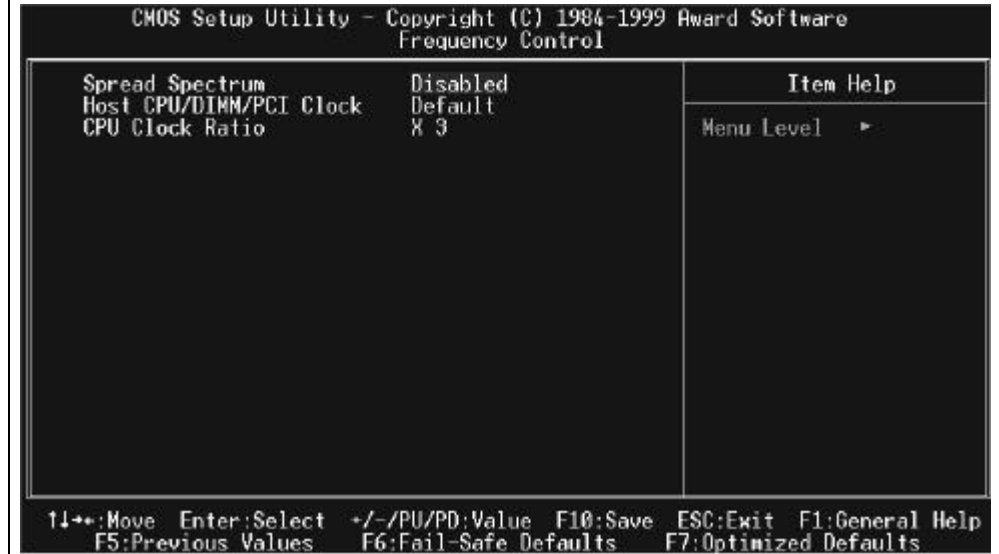 CMOS Setup Utility - Copyright (C) 1984-1999 Award Software
Frequency Control
Spread Spectrum Disabled
Host CPU/DIMM/PCI Clock Default
CPU Clock Ratio X 3
Item Help
Menu Level ►
↑↓→←:Move Enter:Select +/-/PU/PD:Value F10:Save ESC:Exit F1:General Help
F5:Previous Values F6:Fail-Safe Defaults F7:Optimized Defaults